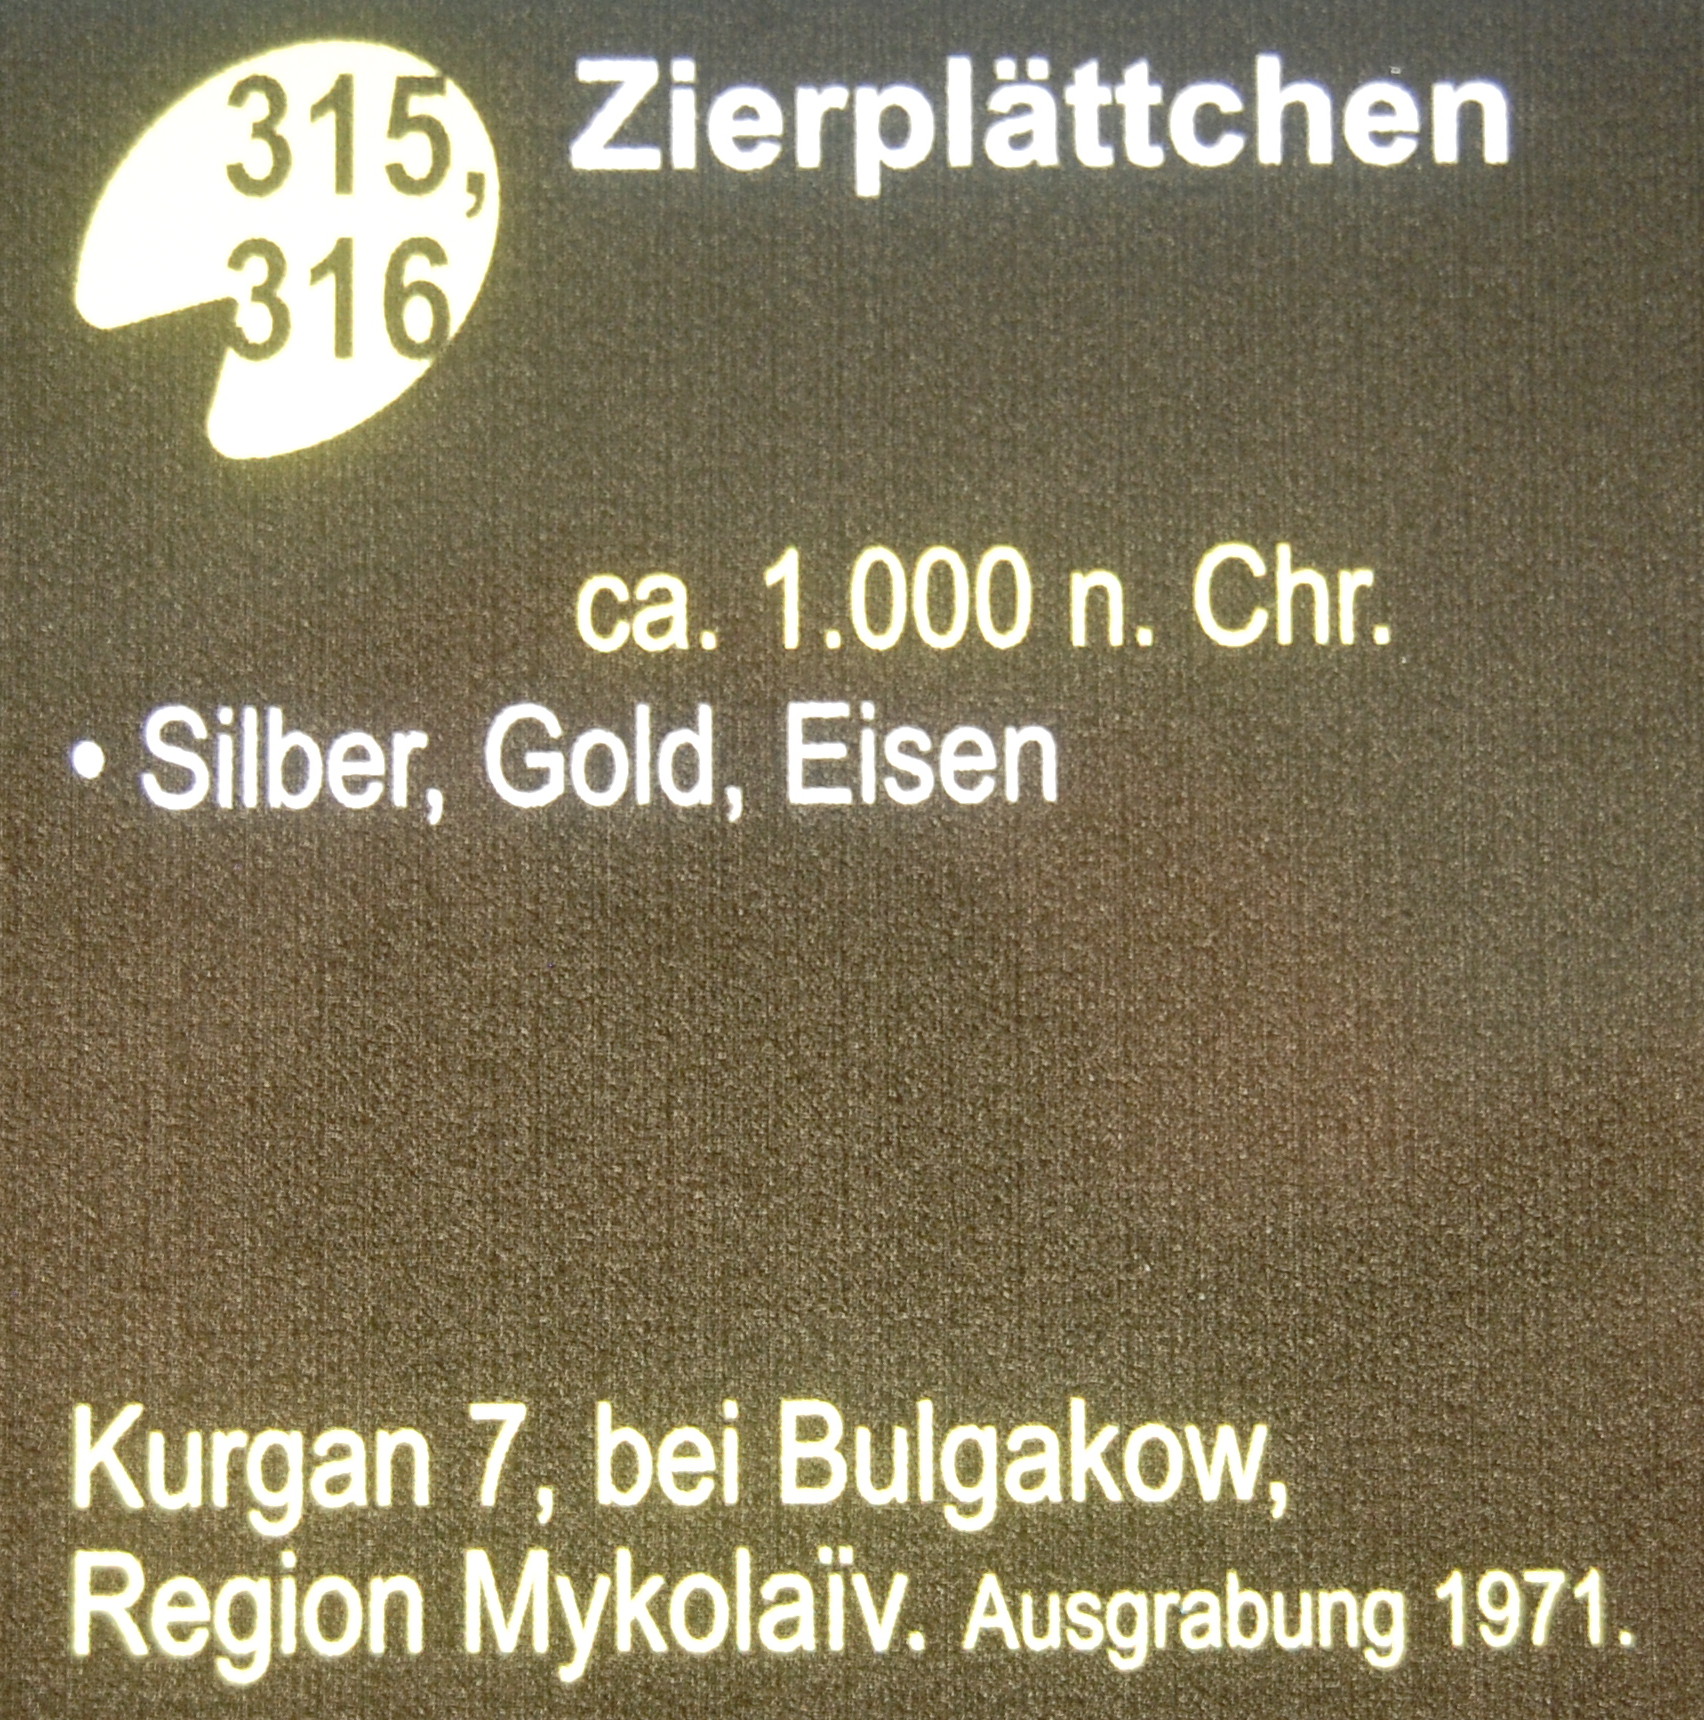 315,
316
Zierplättchen
ca. 1.000 n. Chr.
• Silber, Gold, Eisen
Kurgan 7, bei Bulgakow,
Region Mykolaïv. Ausgrabung 1971.